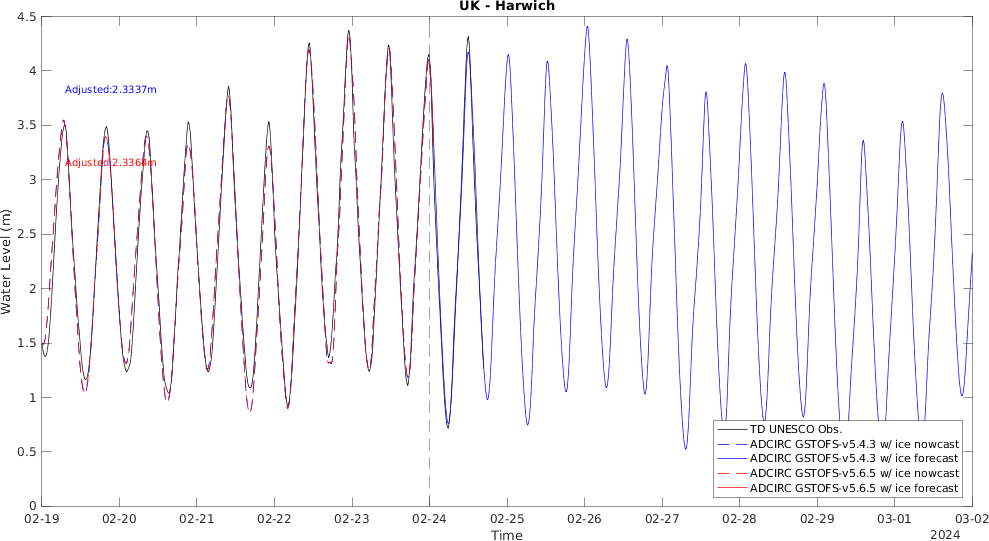 UK - Harwich
4.5
4
3.5
3
2.5
2
1.5
1
0.5
0
Water Level (m)
Adjusted:2.3337m
Adjusted:2.3364m
TD UNESCO Obs.
ADCIRC GSTOFS-v5.4.3 w/ ice nowcast
ADCIRC GSTOFS-v5.4.3 w/ ice forecast
ADCIRC GSTOFS-v5.6.5 w/ ice nowcast
ADCIRC GSTOFS-v5.6.5 w/ ice forecast
02-19 02-20 02-21 02-22 02-23 02-24 02-25 02-26 02-27 02-28 02-29 03-01 03-02
Time
2024